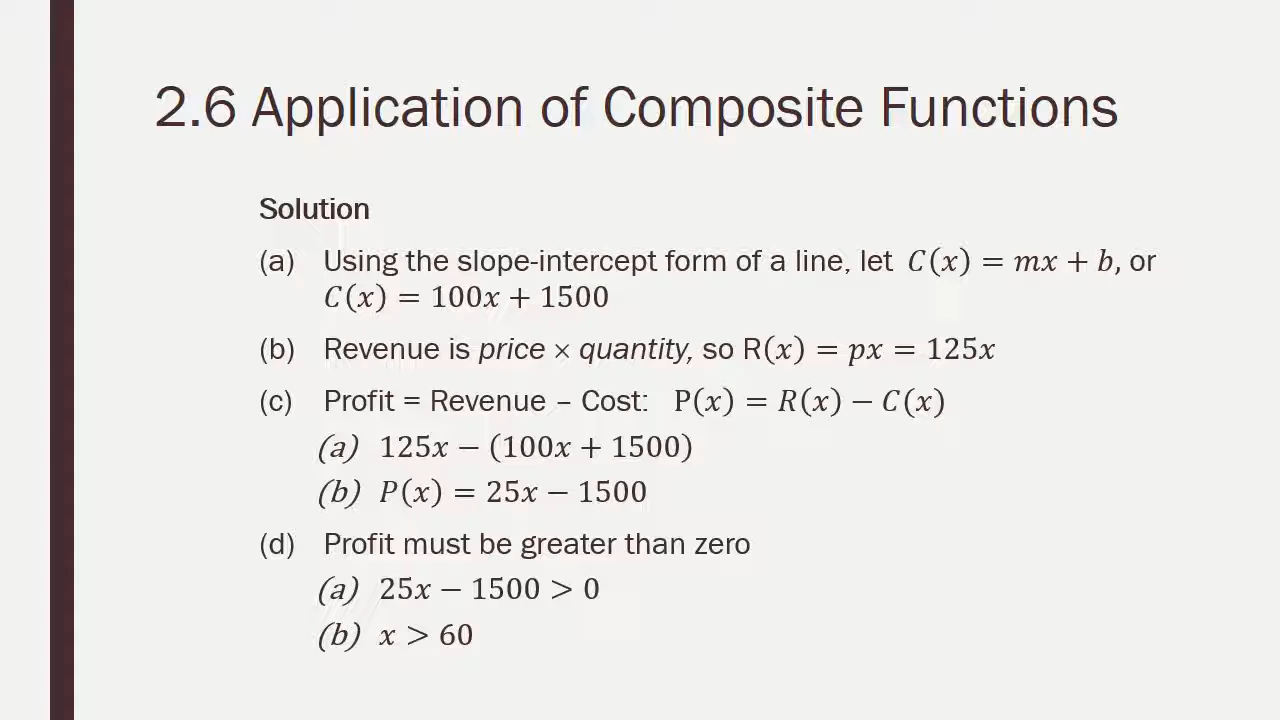 2.6 Application of Composite Functions
Solution
(a) Using the slope-intercept form of a line, let C(x) = mx + b, or
C(x) = 100x + 1500
(b) Revenue is price × quantity, so R(x) = px = 125x
(c) Profit = Revenue – Cost: P(x) = R(x) − C(x)
(a) 125x − (100x + 1500)
(b) P(x) = 25x − 1500
(d) Profit must be greater than zero
(a) 25x − 1500 > 0
(b) x > 60